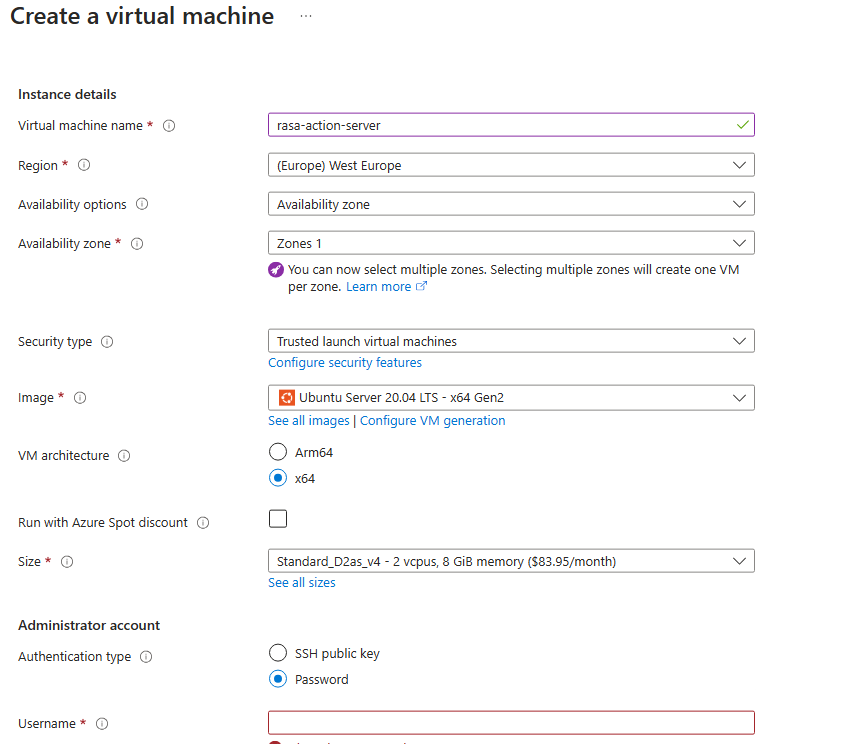 Create a virtual machine ...
Instance details
Virtual machine name * rasa-action-server
Region * (Europe) West Europe
Availability options Availability zone
Availability zone * Zones 1
You can now select multiple zones. Selecting multiple zones will create one VM
per zone. Learn more
Security type Trusted launch virtual machines
Configure security features
Image * Ubuntu Server 20.04 LTS - x64 Gen2
See all images | Configure VM generation
VM architecture Arm64
x64
Run with Azure Spot discount
Size * Standard_D2as_v4 - 2 vcpus, 8 GiB memory ($83.95/month)
See all sizes
Administrator account
Authentication type SSH public key
Password
Username *